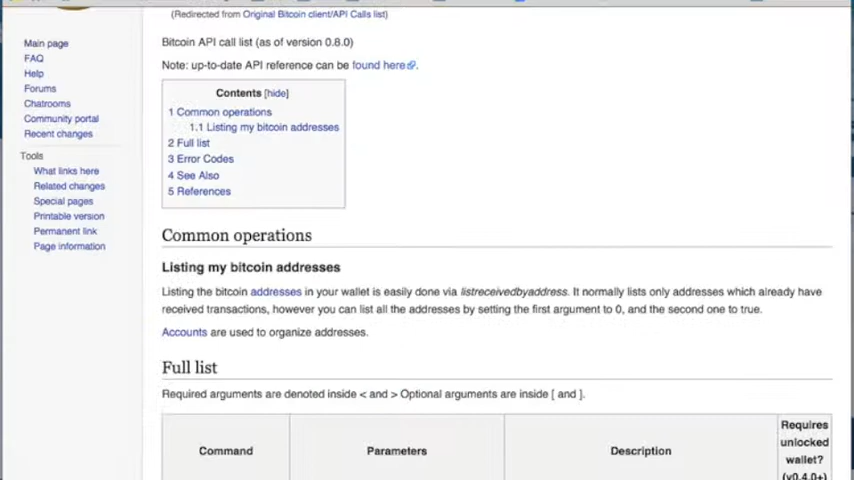 (Redirected from Original Bitcoin client/API Calls list)
Bitcoin API call list (as of version 0.8.0)
Note: up-to-date API reference can be found here.
Main page
FAQ
Help
Forums
Chatrooms
Community portal
Recent changes
Tools
What links here
Related changes
Special pages
Printable version
Permanent link
Page information
Contents [hide]
1 Common operations
1.1 Listing my bitcoin addresses
2 Full list
3 Error Codes
4 See Also
5 References
Common operations
Listing my bitcoin addresses
Listing the bitcoin addresses in your wallet is easily done via listreceivedbyaddress. It normally lists only addresses which already have
received transactions, however you can list all the addresses by setting the first argument to 0, and the second one to true.
Accounts are used to organize addresses.
Full list
Required arguments are denoted inside < and > Optional arguments are inside [ and ].
Command
Parameters
Description
Requires
unlocked
wallet?
(v0.4.0+)